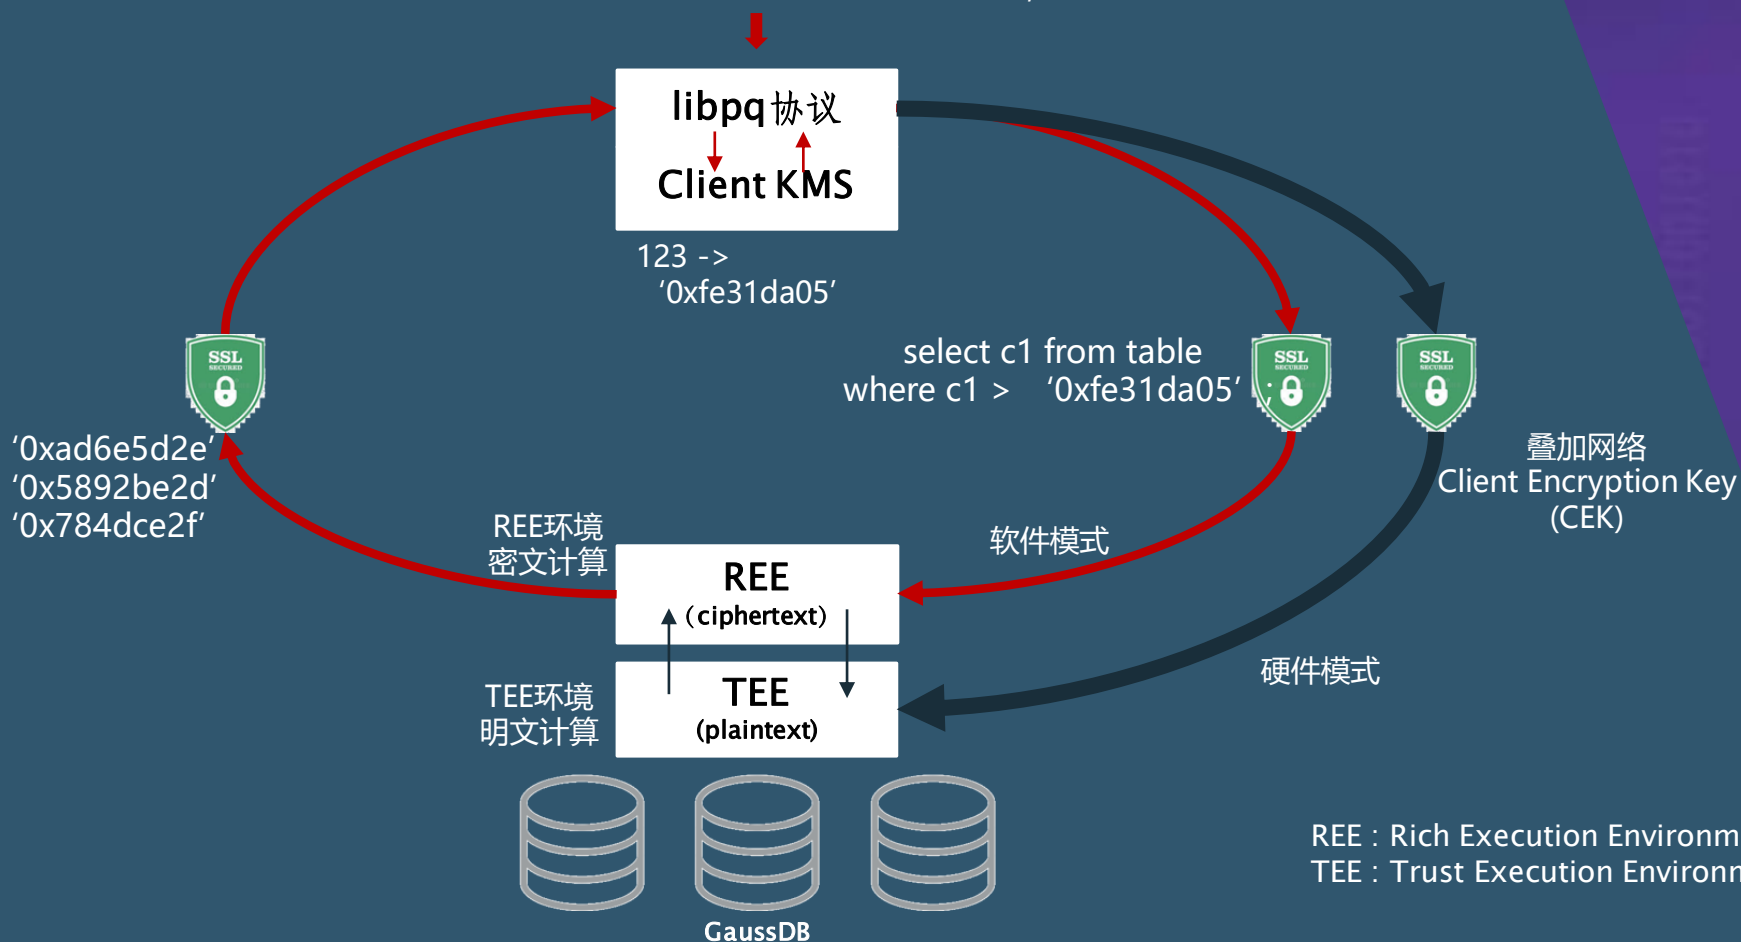 libpq协议
Client KMS
123 ->
‘0xfe31da05’
select c1 from table
where c1 > ‘0xfe31da05’ ;
SSL
SECURED
SSL
SECURED
SSL
SECURED
‘0xad6e5d2e’
‘0x5892be2d’
‘0x784dce2f’
叠加网络
Client Encryption Key
(CEK)
REE环境
密文计算
软件模式
REE
(ciphertext)
硬件模式
TEE环境
明文计算
TEE
(plaintext)
REE : Rich Execution Environm
TEE : Trust Execution Environn
GaussDB